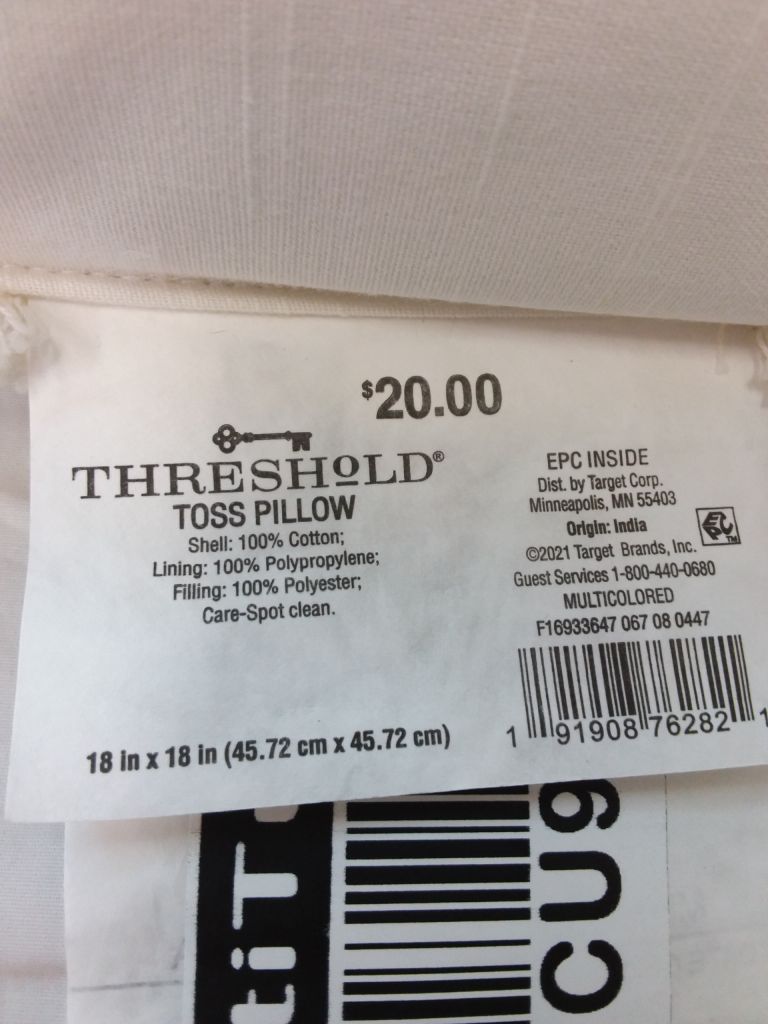 $20.00
THRESHOLD®
TOSS PILLOW
Shell: 100% Cotton;
Lining: 100% Polypropylene;
Filling: 100% Polyester;
Care-Spot clean.
18 in x 18 in (45.72 cm x 45.72 cm)
EPC INSIDE
Dist. by Target Corp.
Minneapolis, MN 55403
Origin: India
EPC™
©2021 Target Brands, Inc.
Guest Services 1-800-440-0680
MULTICOLORED
F16933647 067 08 0447
1 91908 76282 1
tiT
CU9